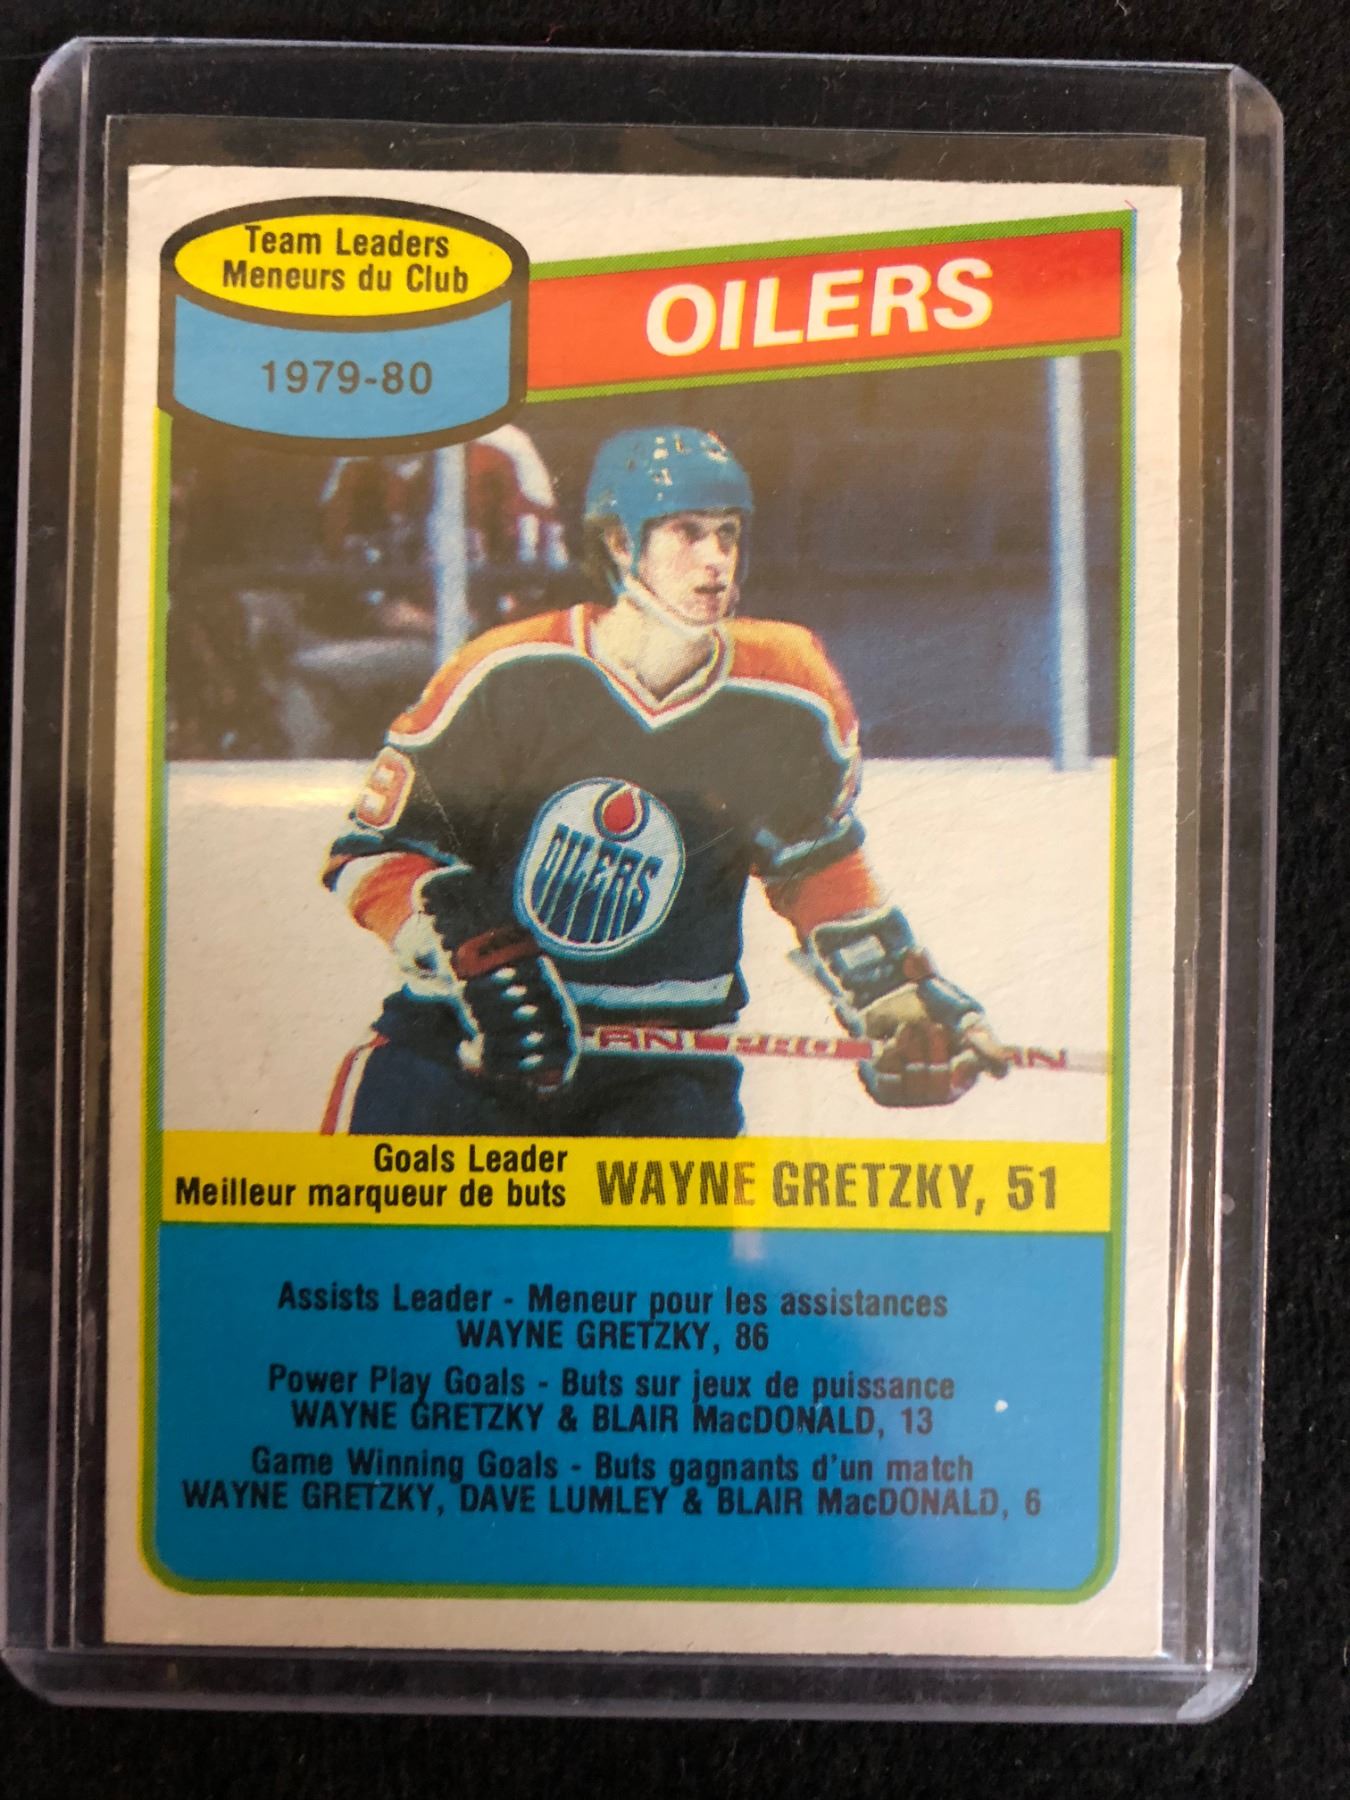 Team Leaders
Meneurs du Club
1979-80
OILERS
9
OILERS
Goals Leader
Meilleur marqueur de buts
WAYNE GRETZKY, 51
Assists Leader - Meneur pour les assistances
WAYNE GRETZKY, 86
Power Play Goals - Buts sur jeux de puissance
WAYNE GRETZKY & BLAIR MacDONALD, 13
Game Winning Goals - Buts gagnants d'un match
WAYNE GRETZKY, DAVE LUMLEY & BLAIR MacDONALD, 6